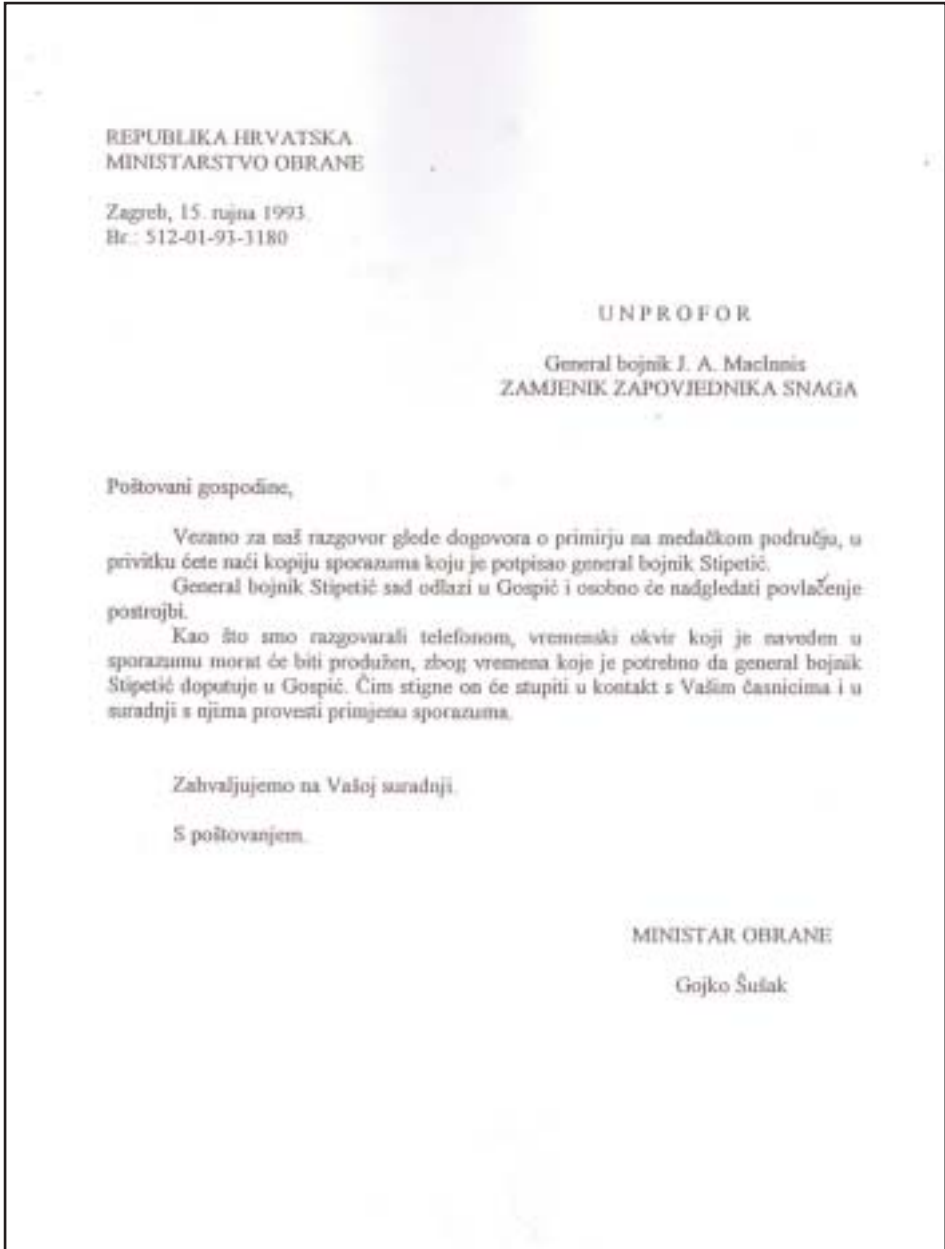 REPUBLIKA HRVATSKA
MINISTARSTVO OBRANE
Zagreb, 15. rujna 1993.
Br.: 512-01-93-3180
UNPROFOR
General bojnik J. A. MacInnis
ZAMJENIK ZAPOVJEDNIKA SNAGA
Poštovani gospodine,
Vezano za naš razgovor glede dogovora o primirju na medačkom području, u
privitku ćete naći kopiju sporazuma koju je potpisao general bojnik Stipetić.
General bojnik Stipetić sad odlazi u Gospić i osobno će nadgledati povlačenje
postrojbi.
Kao što smo razgovarali telefonom, vremenski okvir koji je naveden u
sporazumu morat će biti produžen, zbog vremena koje je potrebno da general bojnik
Stipetić doputuje u Gospić. Čim stigne on će stupiti u kontakt s Vašim časnicima i u
suradnji s njima provesti primjenu sporazuma.
Zahvaljujemo na Vašoj suradnji.
S poštovanjem.
MINISTAR OBRANE
Gojko Šušak